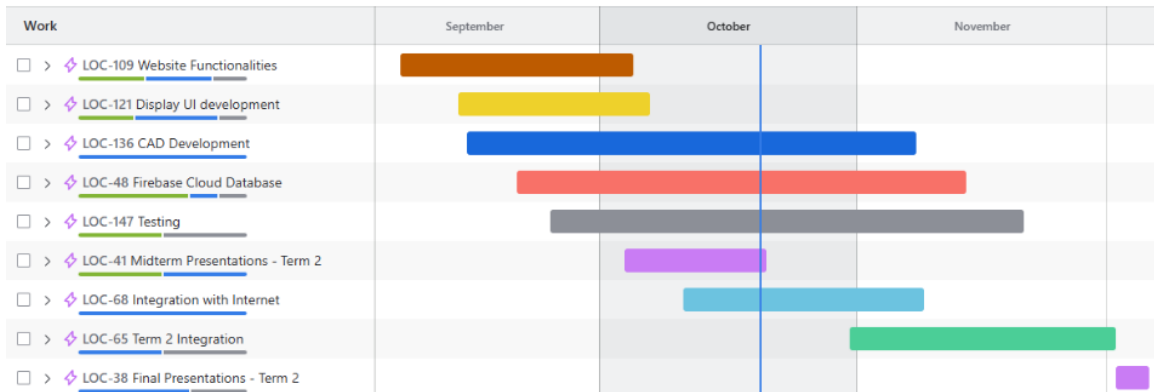 Work
September
October
November
LOC-109 Website Functionalities
LOC-121 Display UI development
LOC-136 CAD Development
LOC-48 Firebase Cloud Database
LOC-147 Testing
LOC-41 Midterm Presentations - Term 2
LOC-68 Integration with Internet
LOC-65 Term 2 Integration
LOC-38 Final Presentations - Term 2